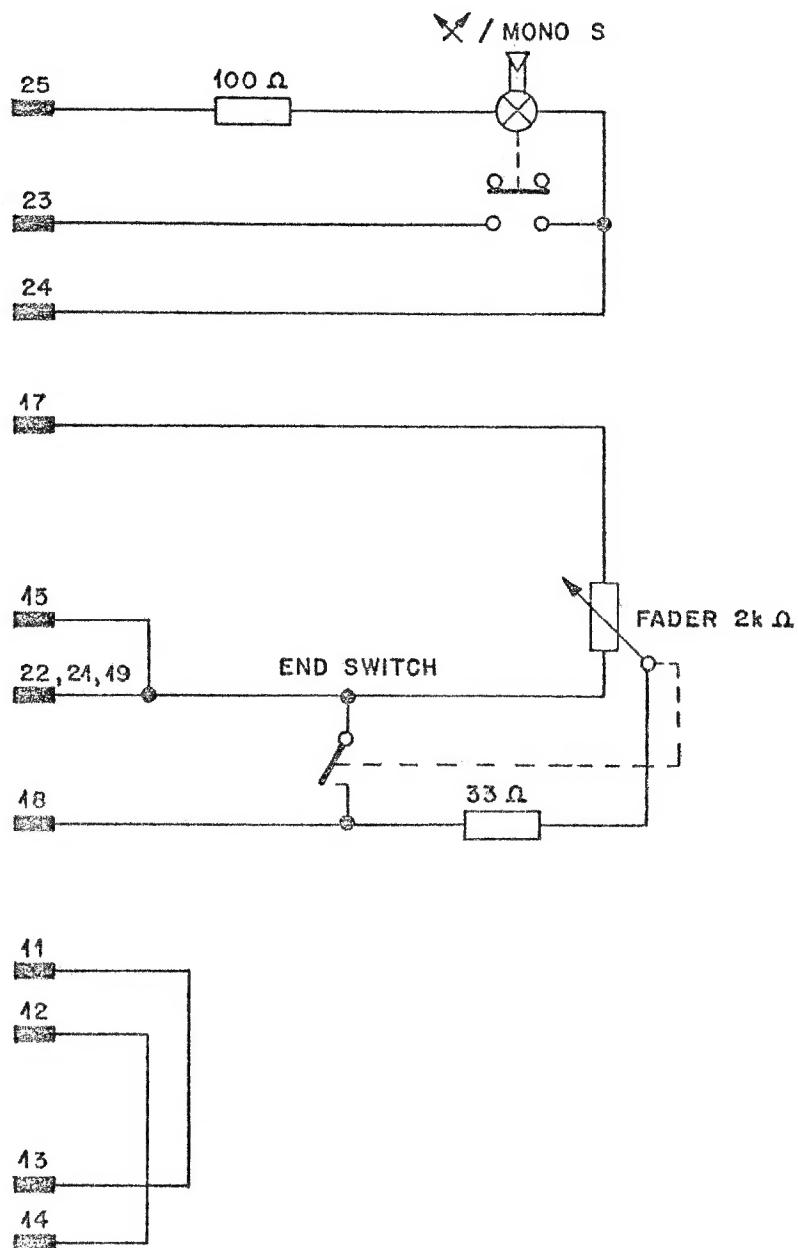 / MONO S
25
100 Ω
23
24
17
15
FADER 2k Ω
22, 21, 19
END SWITCH
18
33 Ω
11
12
13
14